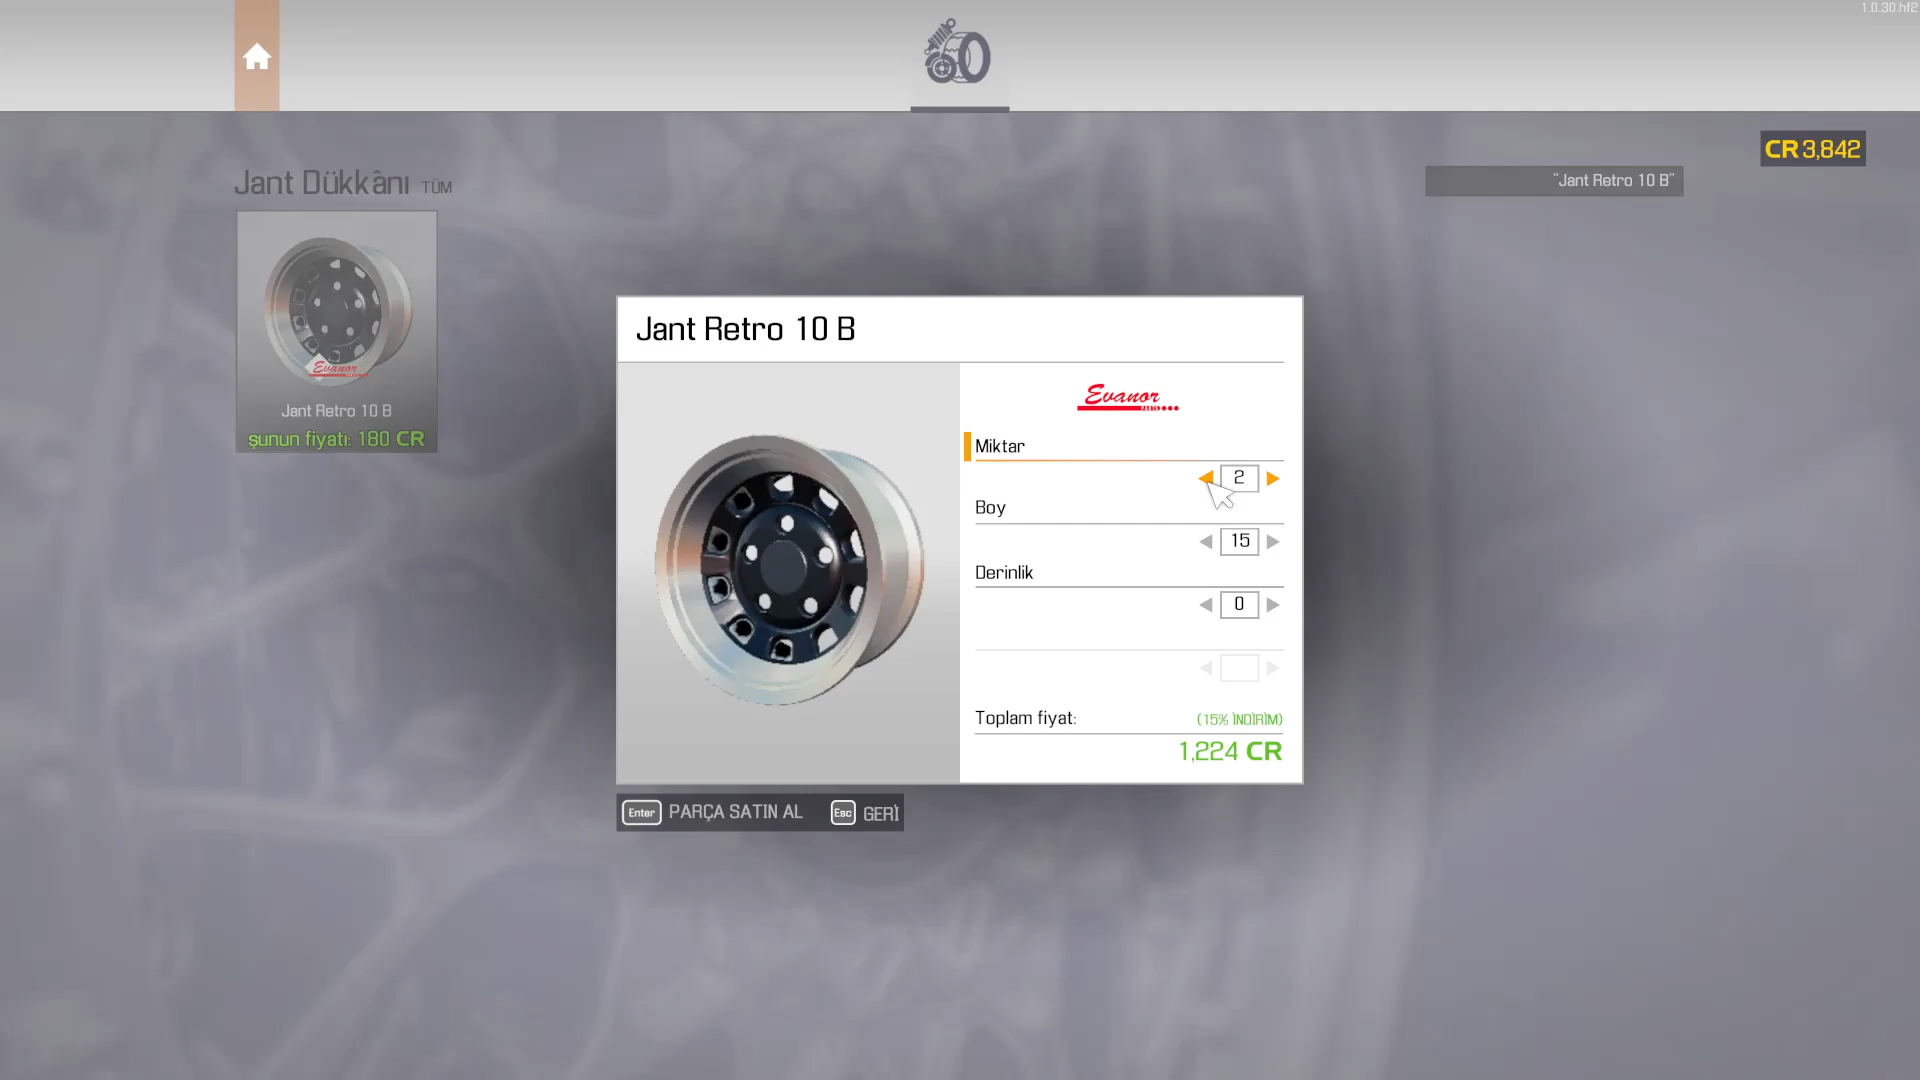 1.0.30.hf2
CR 3,842
Jant Dükkânı TÜM
"Jant Retro 10 B"
Evanor
Jant Retro 10 B
şunun fiyatı: 180 CR
Jant Retro 10 B
Evanor
PARTS
Miktar
2
Boy
15
Derinlik
0
Toplam fiyat:
(15% İNDİRİM)
1,224 CR
Enter PARÇA SATIN AL Esc GERİ